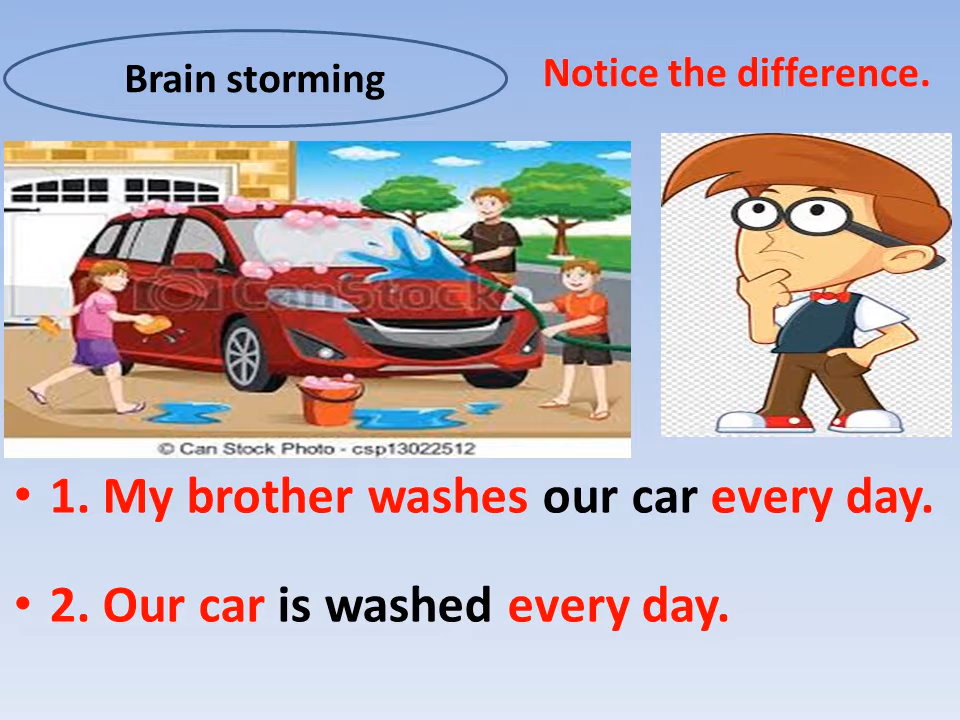 Brain storming
Notice the difference.
CanStock
© Can Stock Photo - csp13022512
• 1. My brother washes our car every day.
• 2. Our car is washed every day.